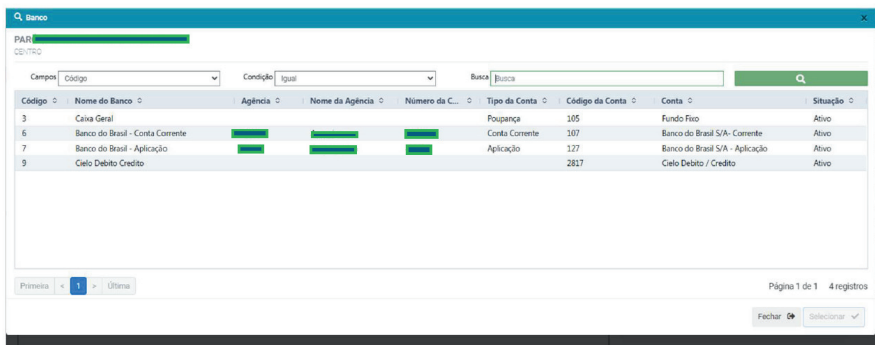 Banco
PAR
CENTRO
Campos Código Condição Igual Busca Busca
Código Nome do Banco Agência Nome da Agência Número da C... Tipo da Conta Código da Conta Conta Situação
3 Caixa Geral Poupança 105 Fundo Fixo Ativo
6 Banco do Brasil - Conta Corrente Conta Corrente 107 Banco do Brasil S/A- Corrente Ativo
7 Banco do Brasil - Aplicação Aplicação 127 Banco do Brasil S/A - Aplicação Ativo
9 Cielo Debito Credito 2817 Cielo Debito / Credito Ativo
Primeira < 1 > Última Página 1 de 1 4 registros
Fechar Selecionar